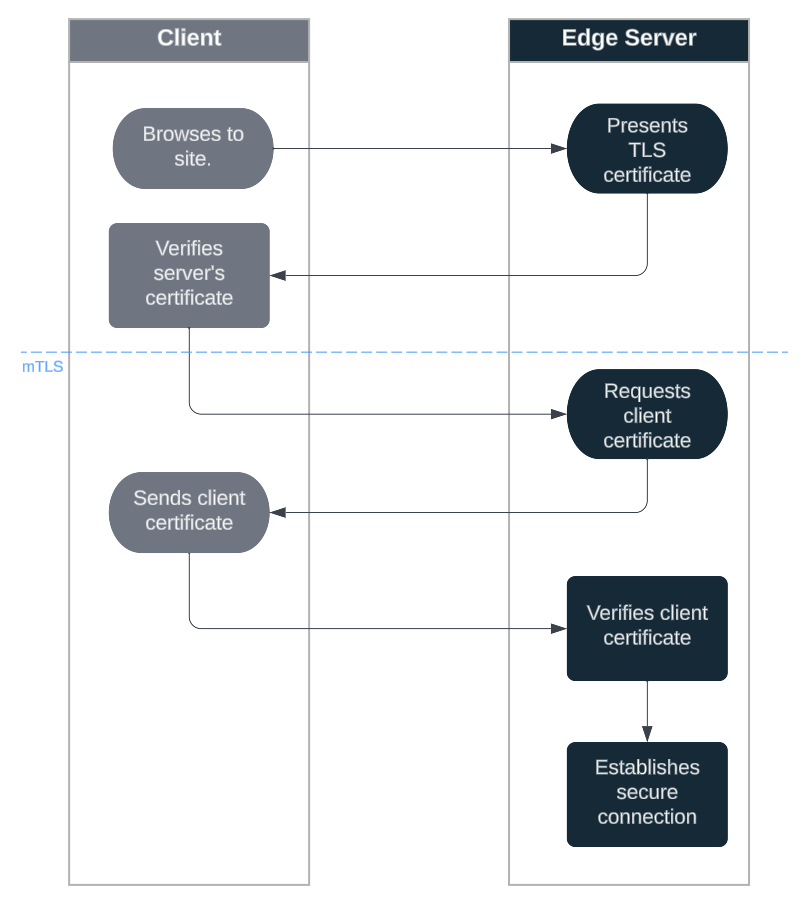 Client
Edge Server
Browses to
site.
Presents
TLS
certificate
Verifies
server's
certificate
mTLS
Requests
client
certificate
Sends client
certificate
Verifies client
certificate
Establishes
secure
connection